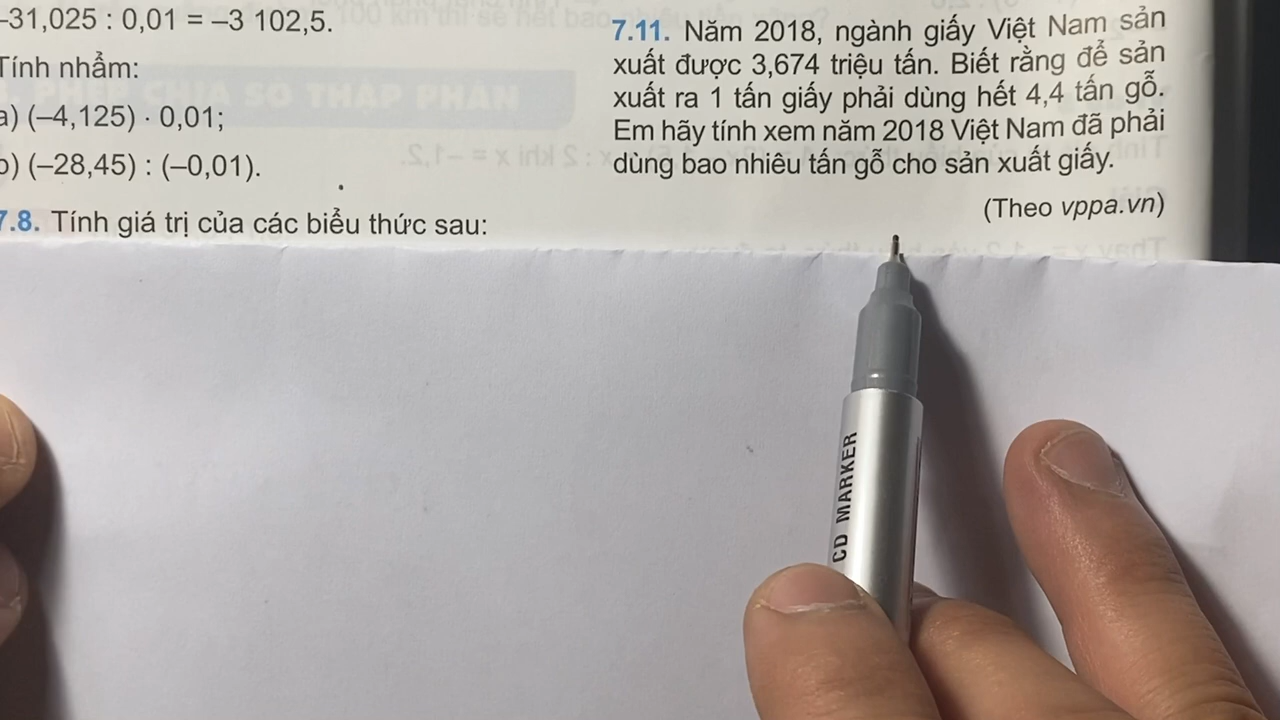 –31,025 : 0,01 = –3 102,5.
Tính nhẩm:
a) (–4,125) · 0,01;
b) (–28,45) : (–0,01).
7.8. Tính giá trị của các biểu thức sau:
7.11. Năm 2018, ngành giấy Việt Nam sản
xuất được 3,674 triệu tấn. Biết rằng để sản
xuất ra 1 tấn giấy phải dùng hết 4,4 tấn gỗ.
Em hãy tính xem năm 2018 Việt Nam đã phải
dùng bao nhiêu tấn gỗ cho sản xuất giấy.
(Theo vppa.vn)
CD MARKER